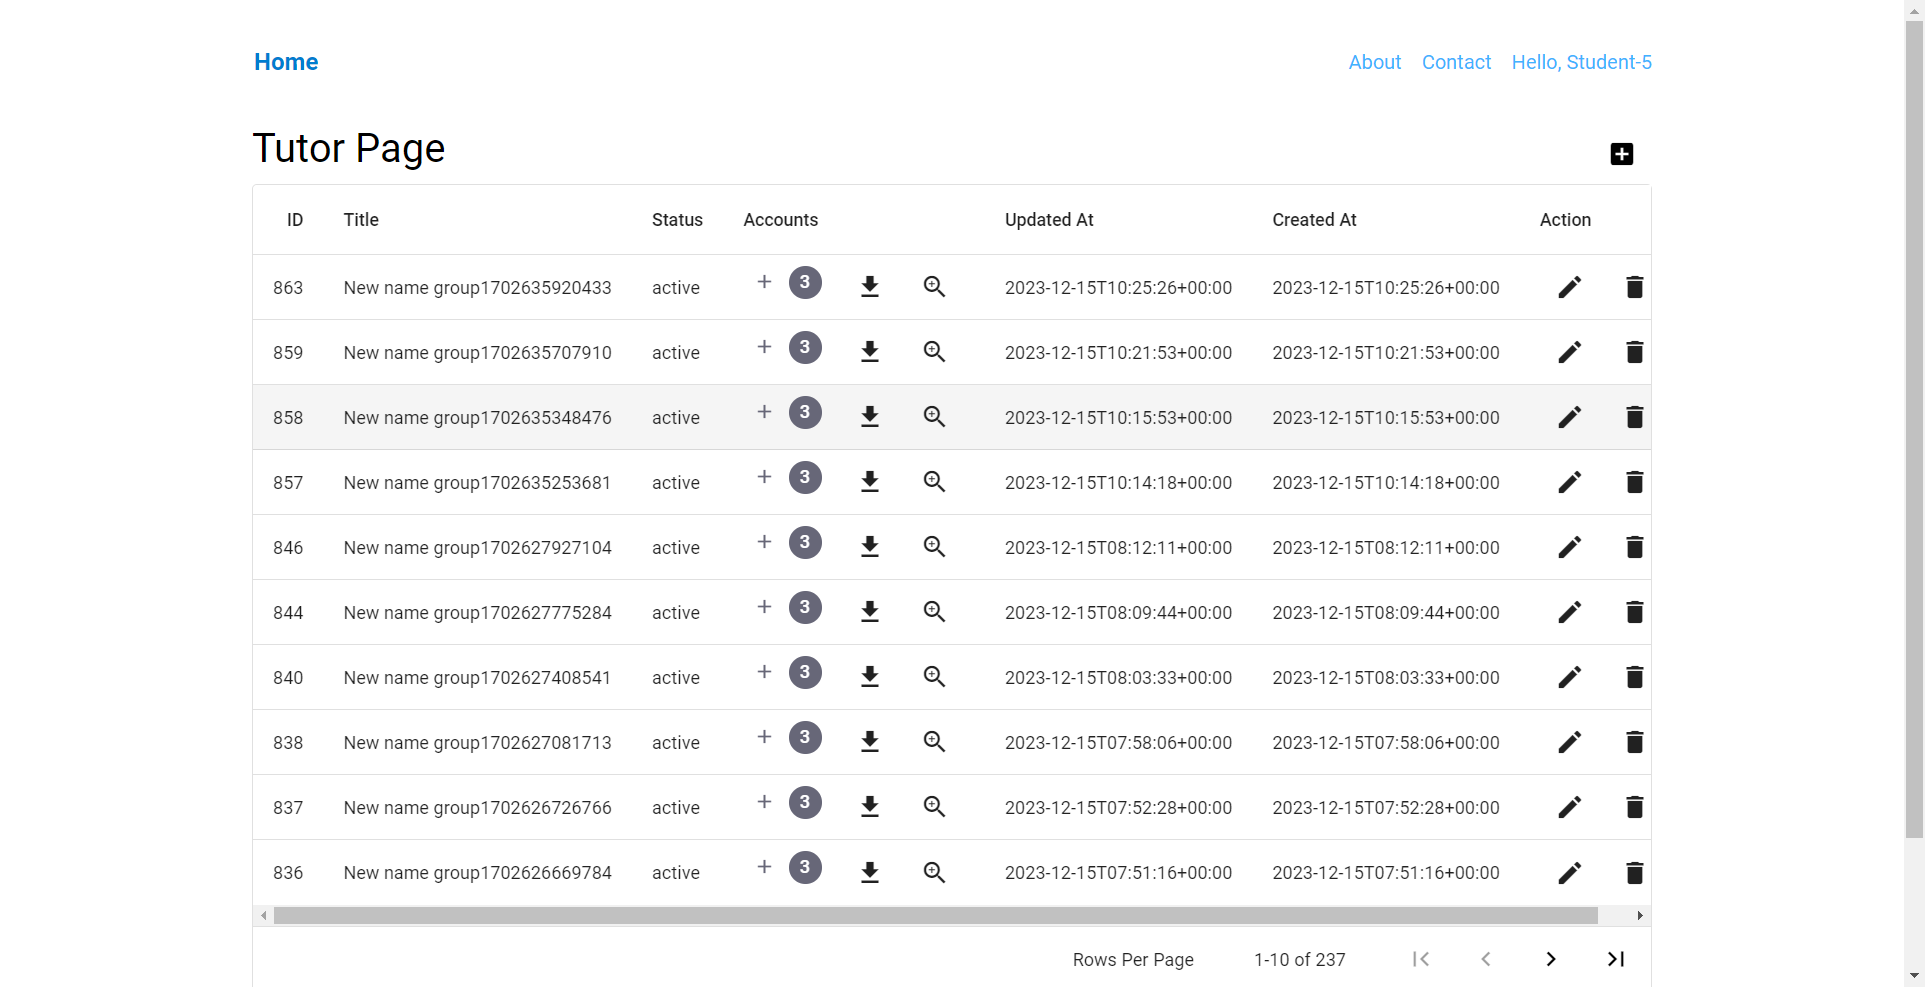 Home About Contact Hello, Student-5
Tutor Page
ID Title Status Accounts Updated At Created At Action
863 New name group1702635920433 active + 3 2023-12-15T10:25:26+00:00 2023-12-15T10:25:26+00:00
859 New name group1702635707910 active + 3 2023-12-15T10:21:53+00:00 2023-12-15T10:21:53+00:00
858 New name group1702635348476 active + 3 2023-12-15T10:15:53+00:00 2023-12-15T10:15:53+00:00
857 New name group1702635253681 active + 3 2023-12-15T10:14:18+00:00 2023-12-15T10:14:18+00:00
846 New name group1702627927104 active + 3 2023-12-15T08:12:11+00:00 2023-12-15T08:12:11+00:00
844 New name group1702627775284 active + 3 2023-12-15T08:09:44+00:00 2023-12-15T08:09:44+00:00
840 New name group1702627408541 active + 3 2023-12-15T08:03:33+00:00 2023-12-15T08:03:33+00:00
838 New name group1702627081713 active + 3 2023-12-15T07:58:06+00:00 2023-12-15T07:58:06+00:00
837 New name group1702626726766 active + 3 2023-12-15T07:52:28+00:00 2023-12-15T07:52:28+00:00
836 New name group1702626669784 active + 3 2023-12-15T07:51:16+00:00 2023-12-15T07:51:16+00:00
Rows Per Page 1-10 of 237